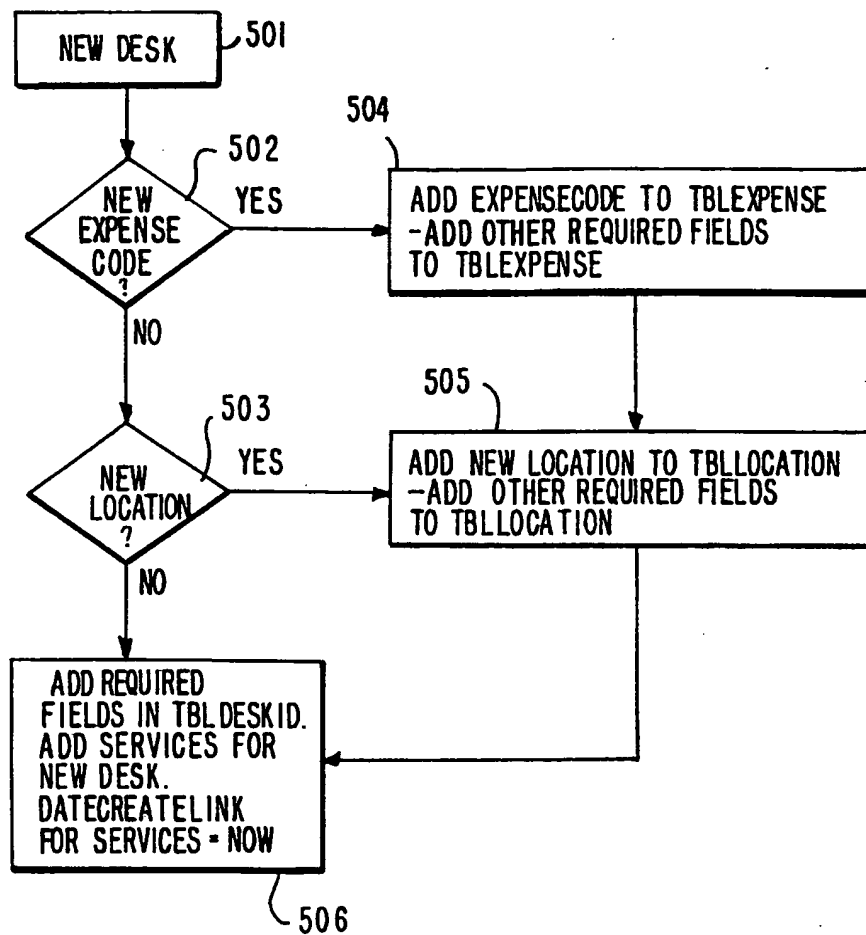 NEW DESK
501
502
NEW
EXPENSE
CODE
?
YES
NO
504
ADD EXPENSECODE TO TBLEXPENSE
-ADD OTHER REQUIRED FIELDS
TO TBLEXPENSE
503
NEW
LOCATION
?
YES
NO
505
ADD NEW LOCATION TO TBLLOCATION
-ADD OTHER REQUIRED FIELDS
TO TBLLOCATION
ADD REQUIRED
FIELDS IN TBLDESKID.
ADD SERVICES FOR
NEW DESK.
DATECREATELINK
FOR SERVICES = NOW
506